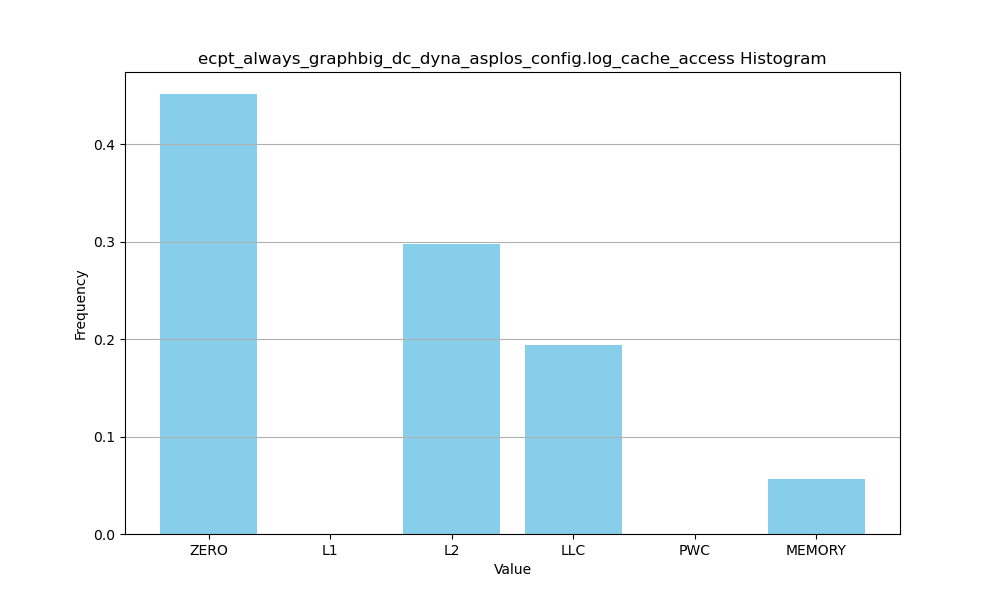 ecpt_always_graphbig_dc_dyna_asplos_config.log_cache_access Histogram
Frequency
0.4
0.3
0.2
0.1
0.0
ZERO L1 L2 LLC PWC MEMORY
Value